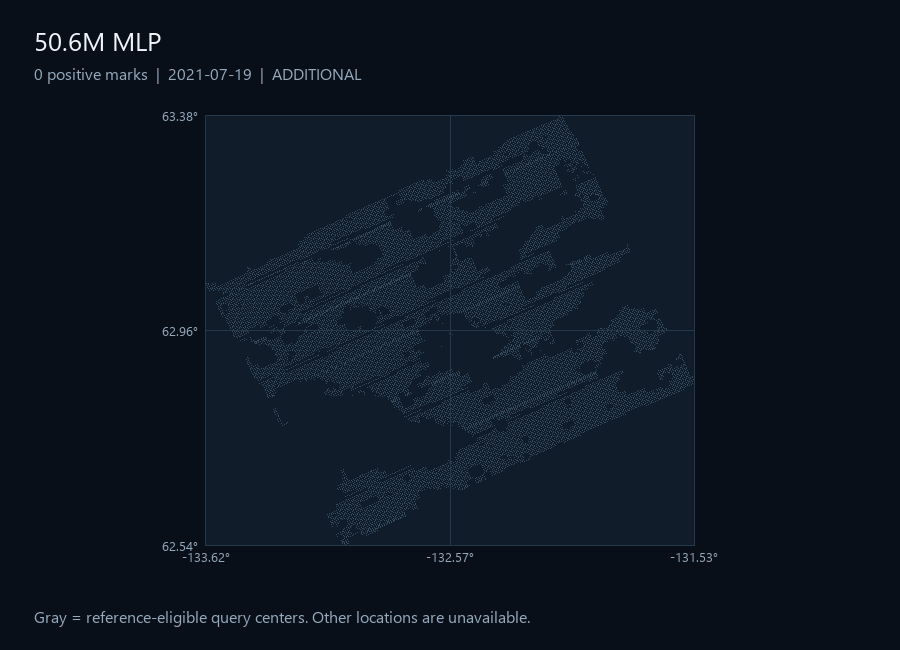 50.6M MLP
0 positive marks | 2021-07-19 | ADDITIONAL
63.38°
62.96°
62.54°
-133.62°
-132.57°
-131.53°
Gray = reference-eligible query centers. Other locations are unavailable.